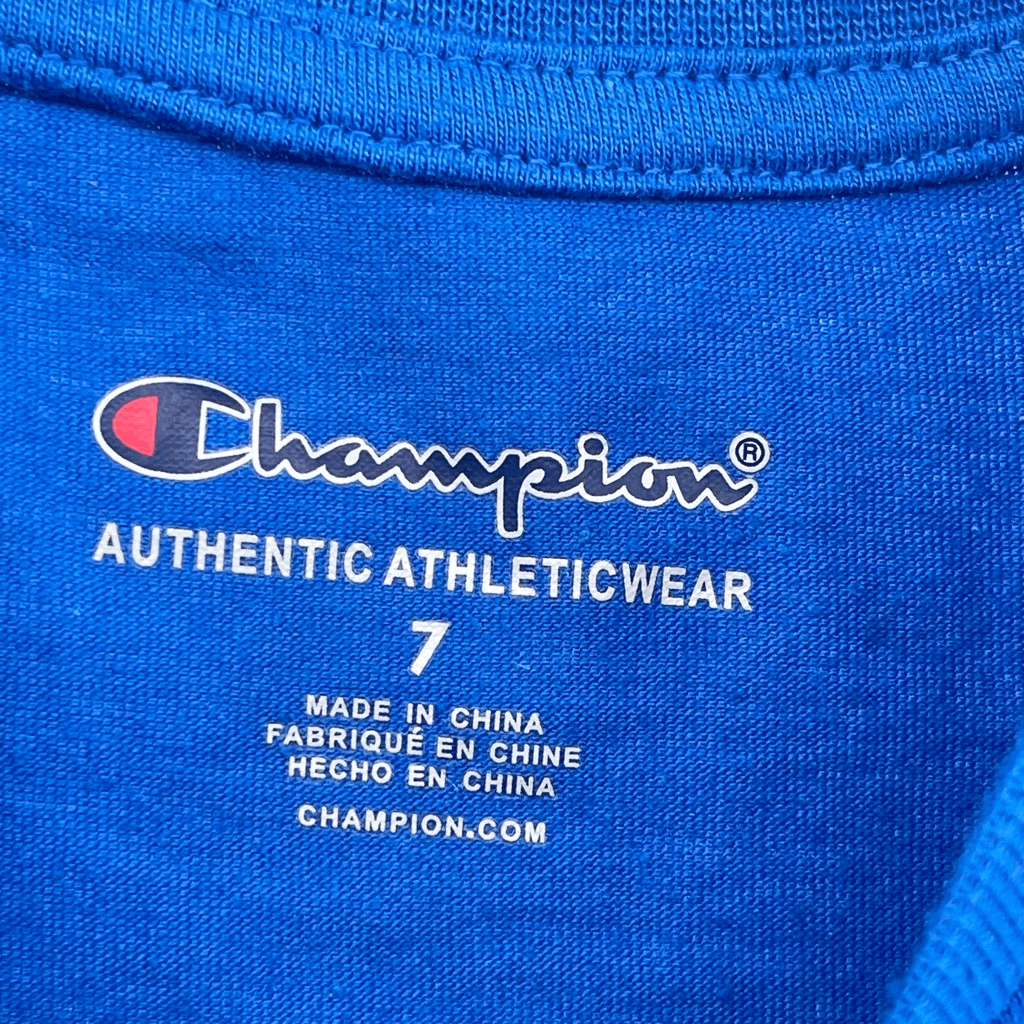 Champion®
AUTHENTIC ATHLETICWEAR
7
MADE IN CHINA
FABRIQUÉ EN CHINE
HECHO EN CHINA
CHAMPION.COM